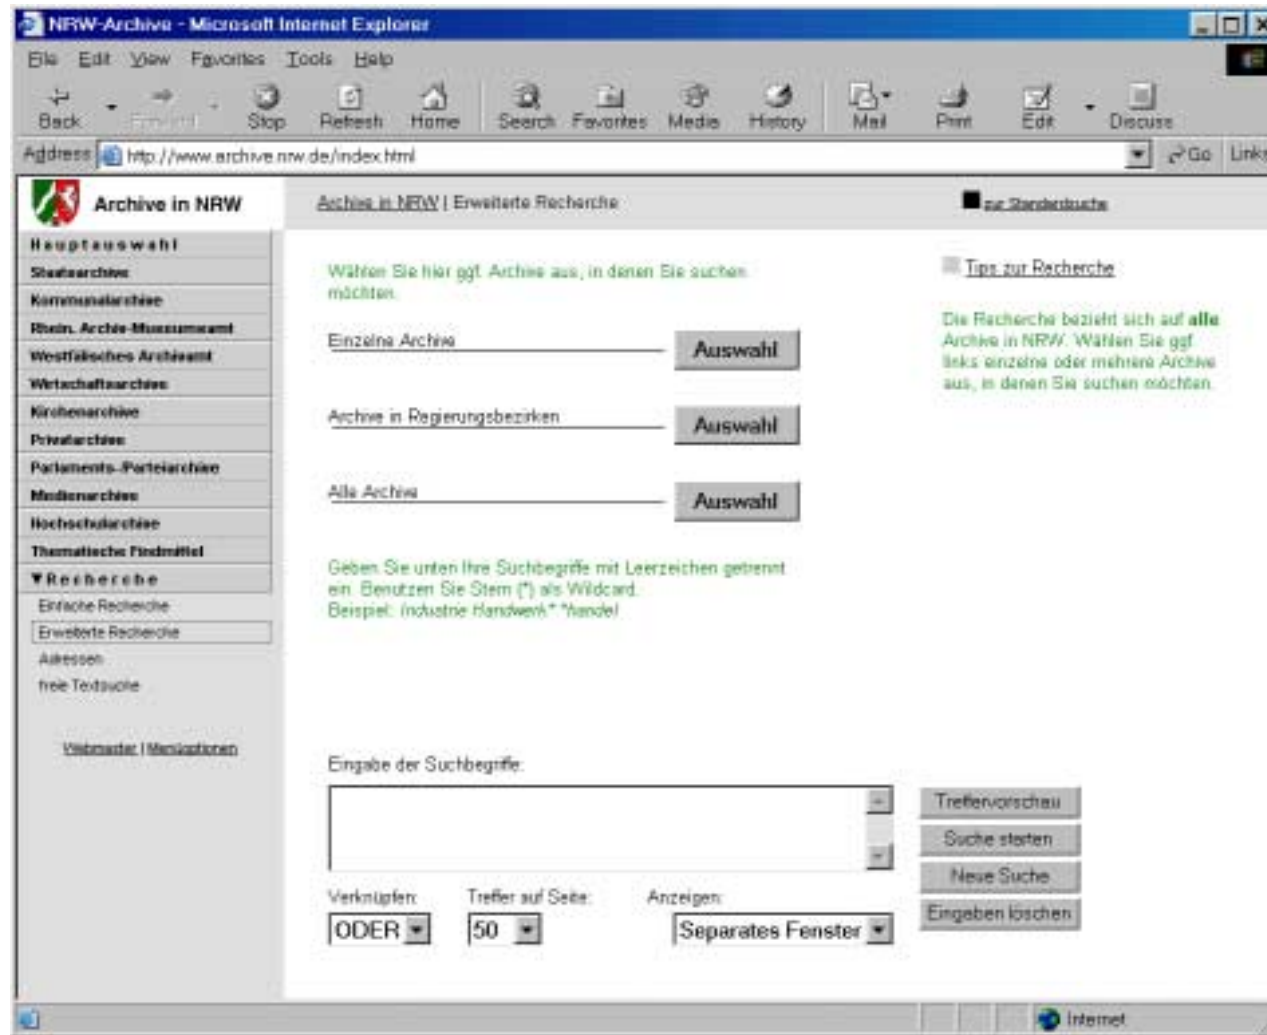 NRW-Archive - Microsoft Internet Explorer
File Edit View Favorites Tools Help
Back Forward Stop Refresh Home Search Favorites Media History Mail Print Edit Discuss
Address http://www.archive.nrw.de/index.html Go Links
Archive in NRW
Archive in NRW | Erweiterte Recherche
zur Standardsuche
Hauptauswahl
Staatsarchive
Kommunalarchive
Rhein. Archiv-Museumsamt
Westfälisches Archivamt
Wirtschaftsarchive
Kirchenarchive
Privatarchive
Parlaments-/Parteiarchive
Medienarchive
Hochschularchive
Thematische Findmittel
▼Recherche
Einfache Recherche
Erweiterte Recherche
Adressen
freie Textsuche
Webmaster | Menüoptionen
Wählen Sie hier ggf. Archive aus, in denen Sie suchen
möchten.
Einzelne Archive Auswahl
Archive in Regierungsbezirken Auswahl
Alle Archive Auswahl
Geben Sie unten Ihre Suchbegriffe mit Leerzeichen getrennt
ein. Benutzen Sie Stern (*) als Wildcard.
Beispiel: Industrie Handwerk* *handel
Tips zur Recherche
Die Recherche bezieht sich auf alle
Archive in NRW. Wählen Sie ggf.
links einzelne oder mehrere Archive
aus, in denen Sie suchen möchten.
Eingabe der Suchbegriffe:
Treffervorschau
Suche starten
Neue Suche
Eingaben löschen
Verknüpfen: Treffer auf Seite: Anzeigen:
ODER 50 Separates Fenster
Internet